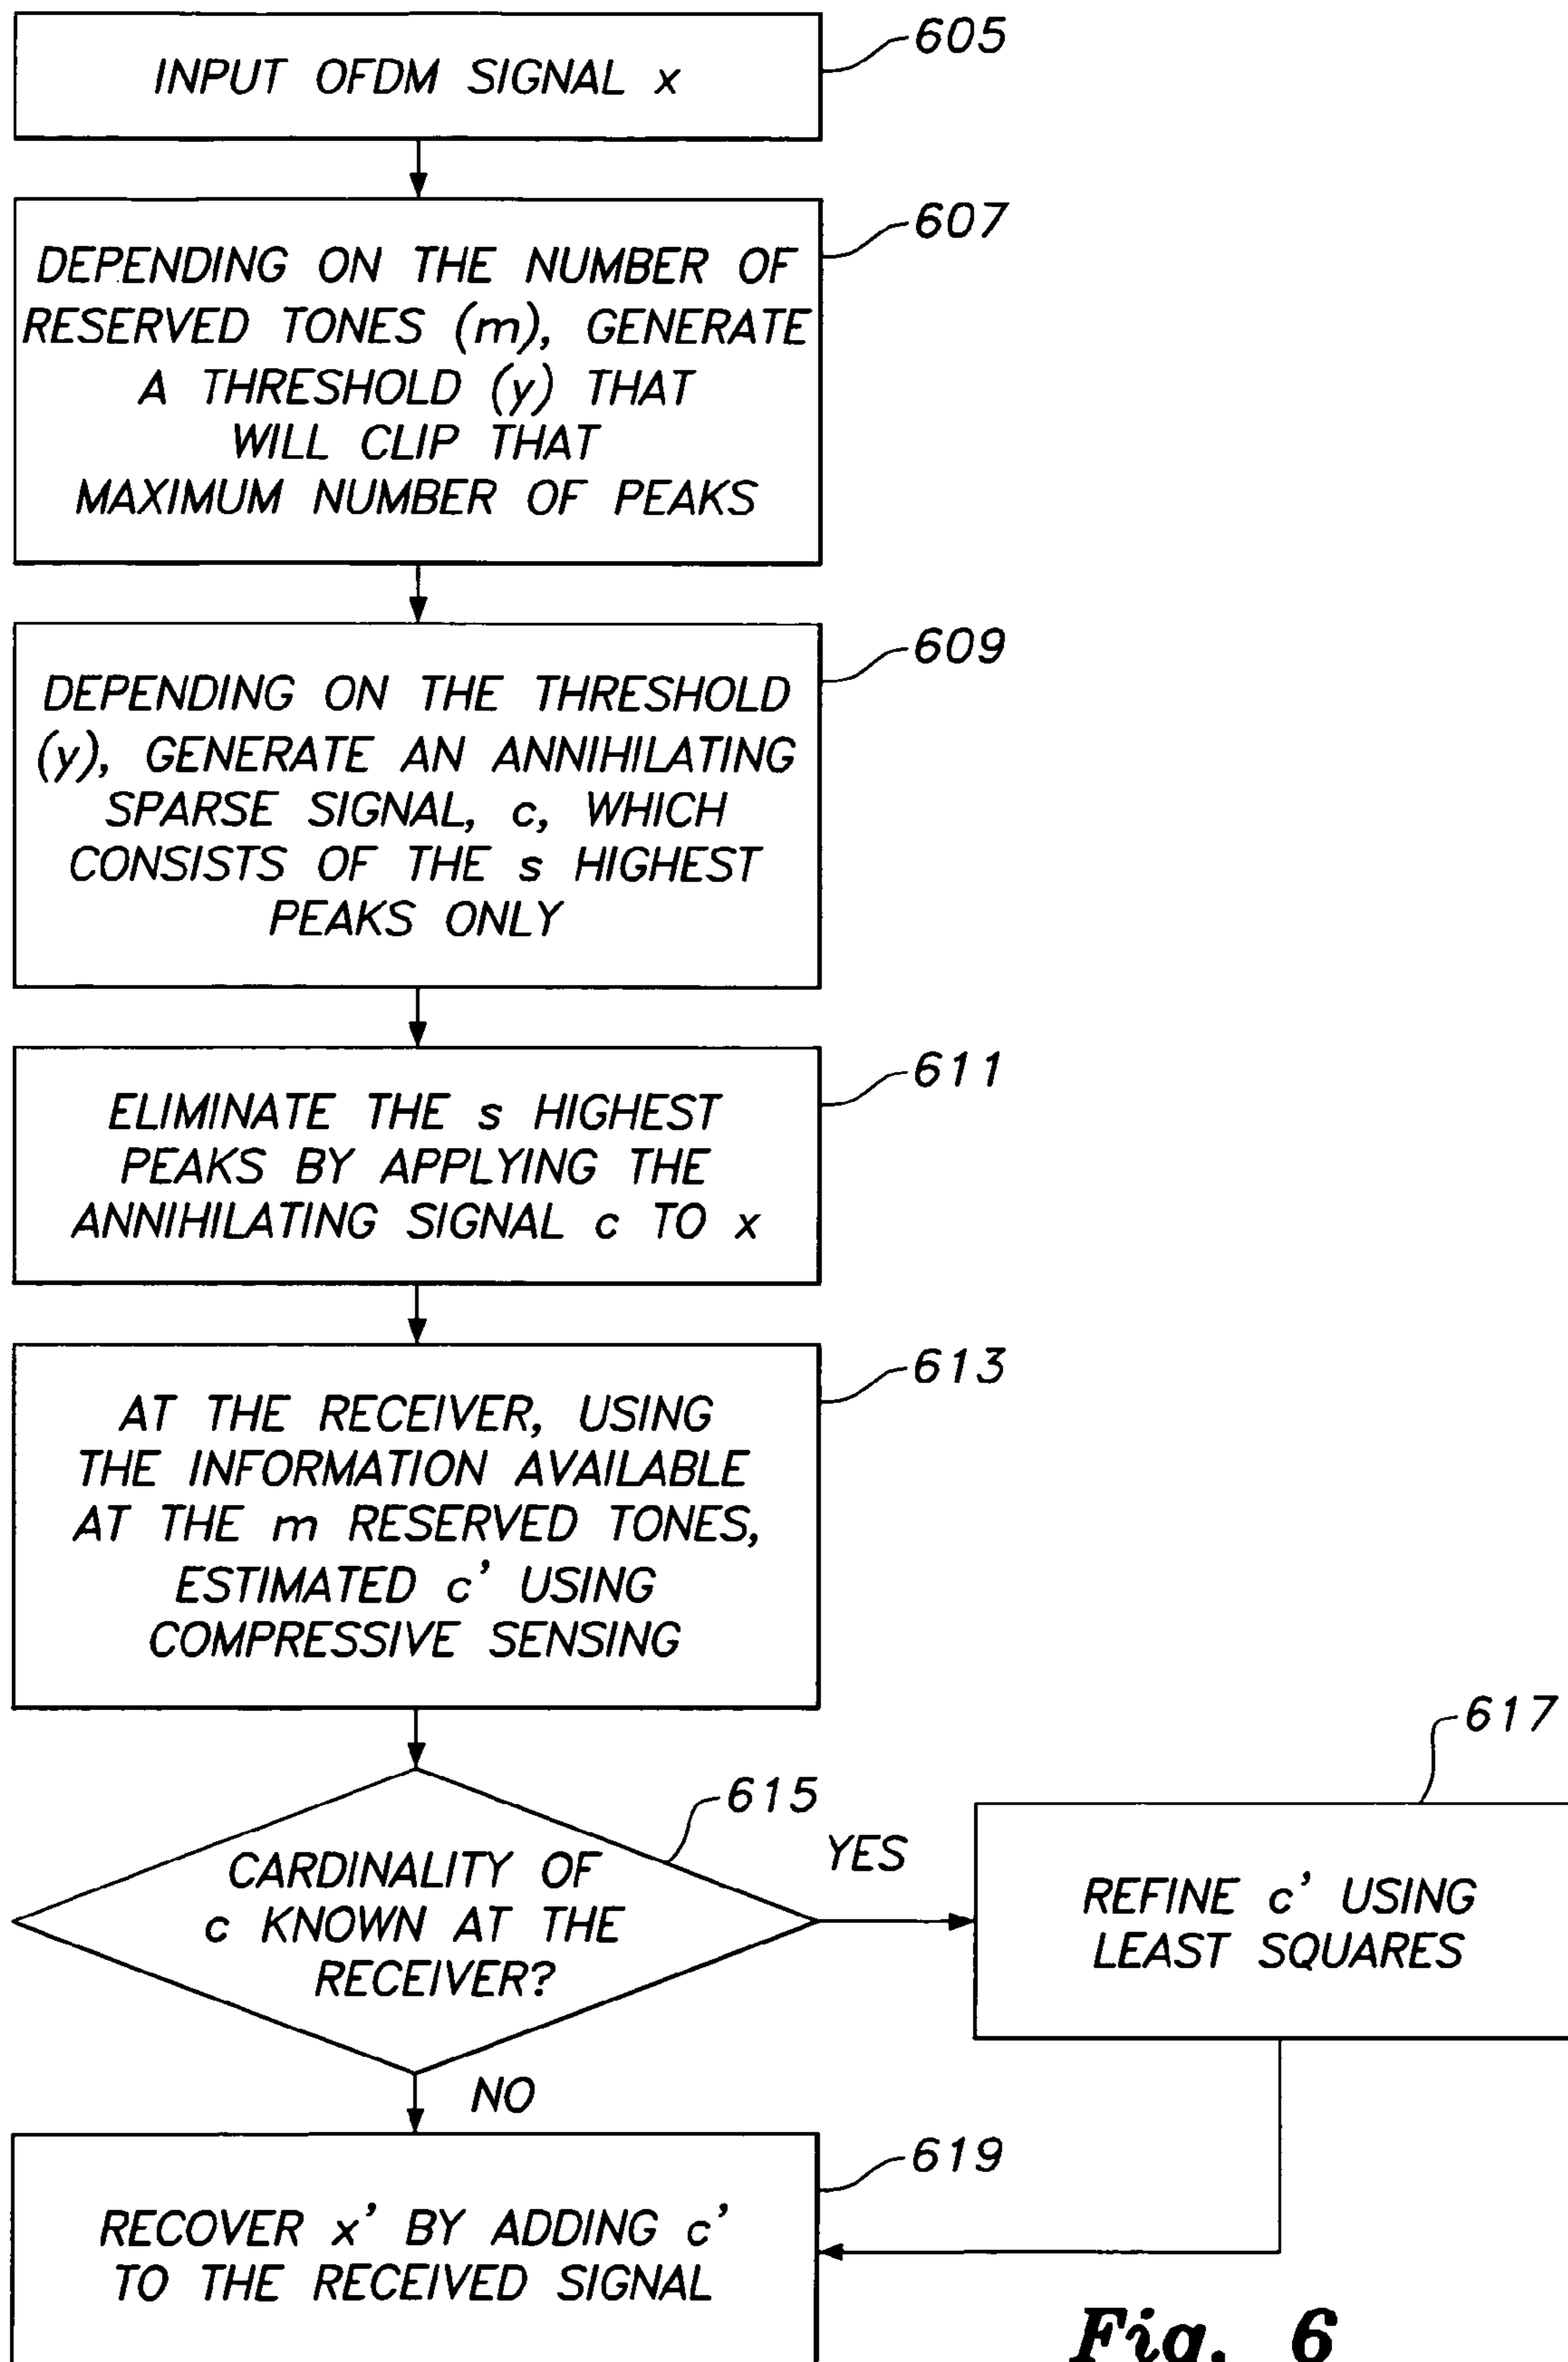 605
INPUT OFDM SIGNAL x
607
DEPENDING ON THE NUMBER OF
RESERVED TONES (m), GENERATE
A THRESHOLD (y) THAT
WILL CLIP THAT
MAXIMUM NUMBER OF PEAKS
609
DEPENDING ON THE THRESHOLD
(y), GENERATE AN ANNIHILATING
SPARSE SIGNAL, c, WHICH
CONSISTS OF THE s HIGHEST
PEAKS ONLY
611
ELIMINATE THE s HIGHEST
PEAKS BY APPLYING THE
ANNIHILATING SIGNAL c TO x
613
AT THE RECEIVER, USING
THE INFORMATION AVAILABLE
AT THE m RESERVED TONES,
ESTIMATED c' USING
COMPRESSIVE SENSING
615
CARDINALITY OF
c KNOWN AT THE
RECEIVER?
YES
617
REFINE c' USING
LEAST SQUARES
NO
619
RECOVER x' BY ADDING c'
TO THE RECEIVED SIGNAL
Fig. 6